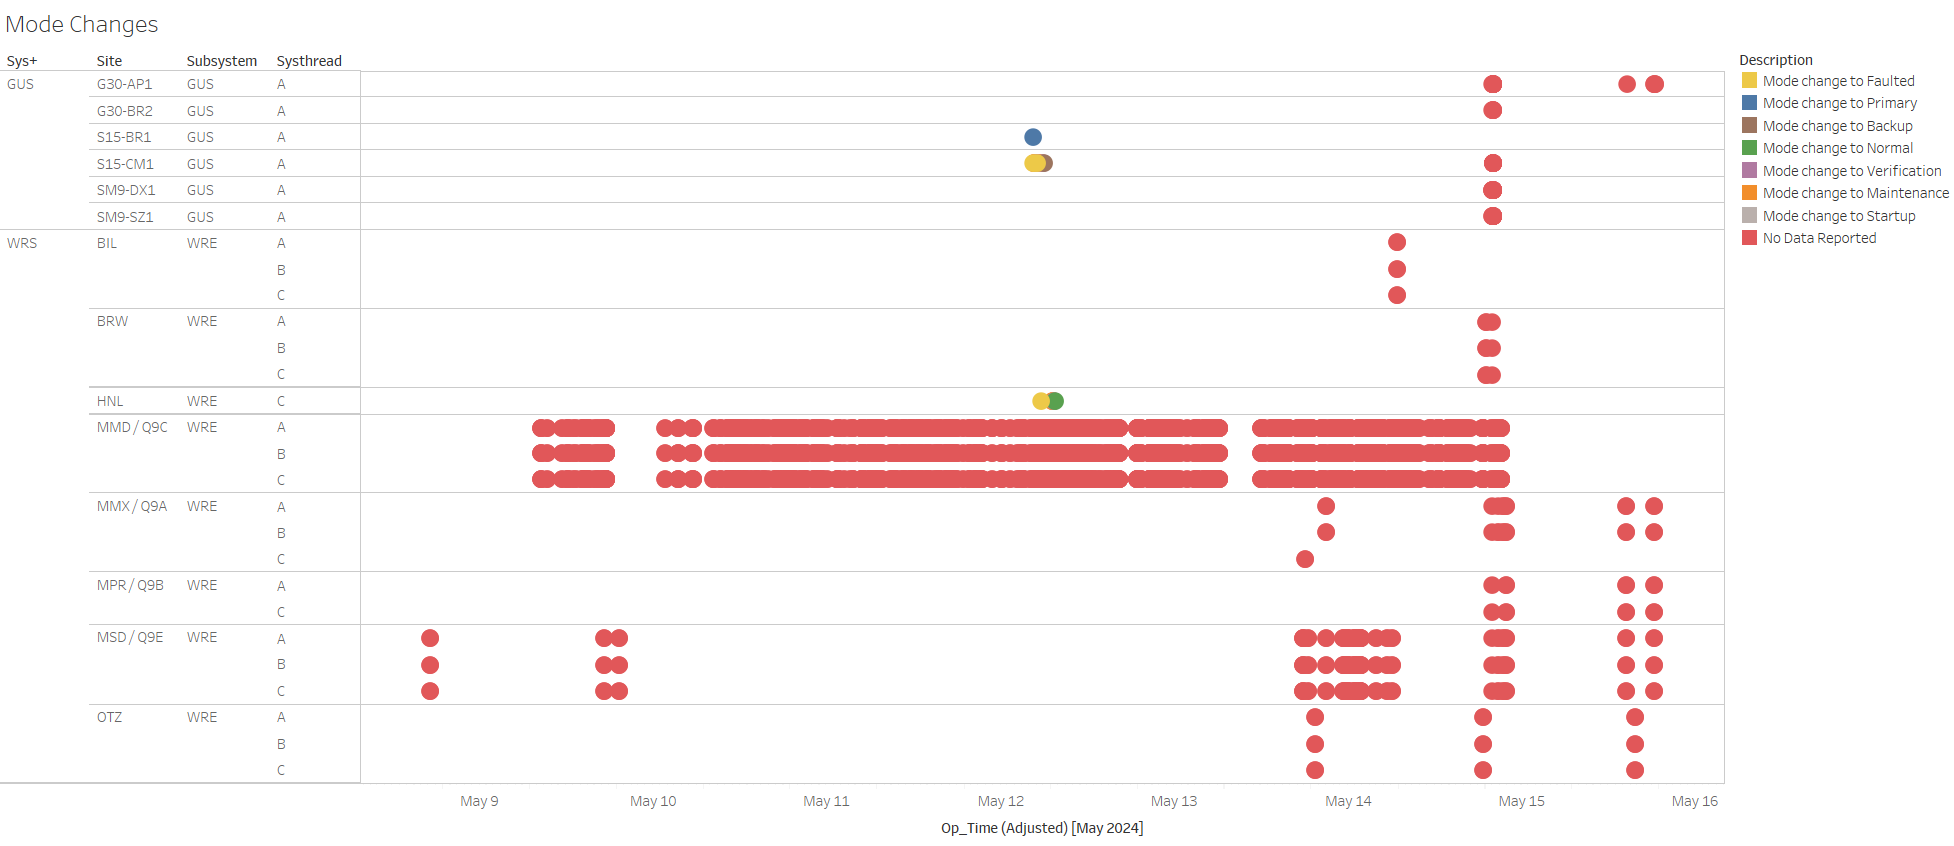 Mode Changes
Sys+ Site Subsystem Systhread
GUS G30-AP1 GUS A
G30-BR2 GUS A
S15-BR1 GUS A
S15-CM1 GUS A
SM9-DX1 GUS A
SM9-SZ1 GUS A
WRS BIL WRE A
B
C
BRW WRE A
B
C
HNL WRE C
MMD / Q9C WRE A
B
C
MMX / Q9A WRE A
B
C
MPR / Q9B WRE A
C
MSD / Q9E WRE A
B
C
OTZ WRE A
B
C
May 9 May 10 May 11 May 12 May 13 May 14 May 15 May 16
Op_Time (Adjusted) [May 2024]
Description
Mode change to Faulted
Mode change to Primary
Mode change to Backup
Mode change to Normal
Mode change to Verification
Mode change to Maintenance
Mode change to Startup
No Data Reported